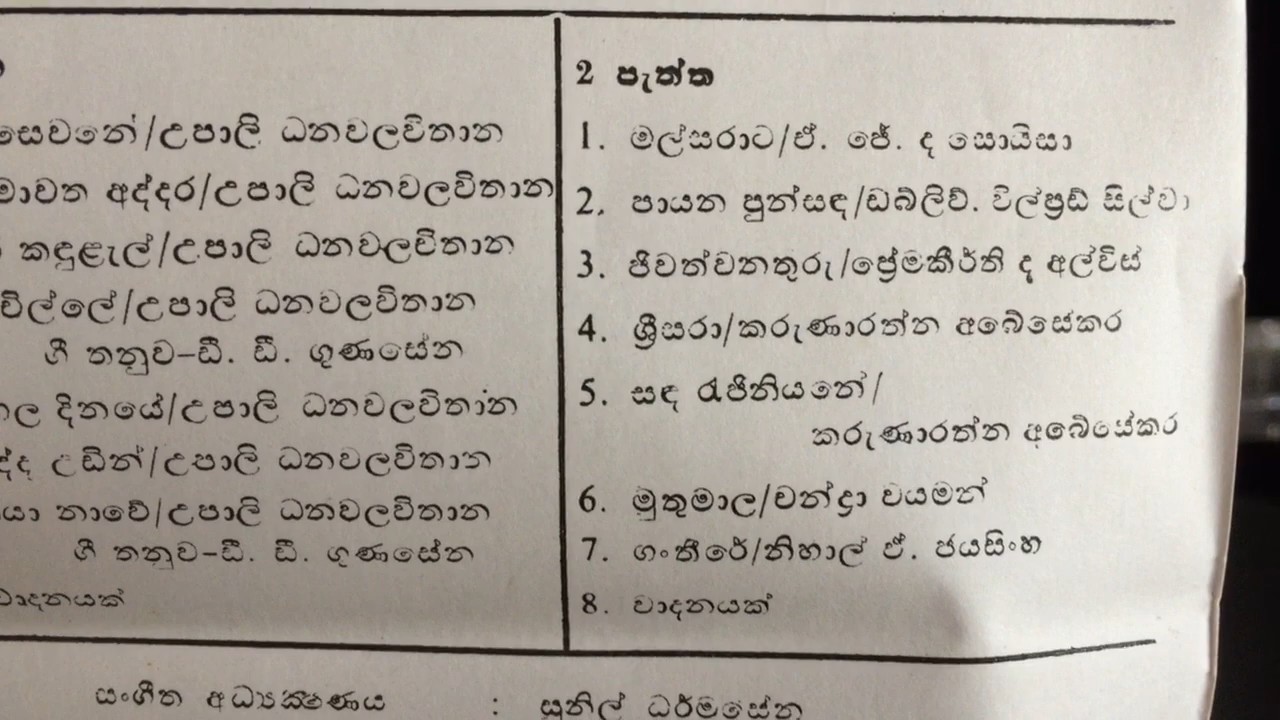 සෙවනේ/උපාලි ධනවලවිතාන
මාවත අද්දර/උපාලි ධනවලවිතාන
කඳුළැල්/උපාලි ධනවලවිතාන
චිල්ලේ/උපාලි ධනවලවිතාන
ගී තනුව–ඩී. ඩී. ගුණසේන
දිනයේ/උපාලි ධනවලවිතාන
උඩින්/උපාලි ධනවලවිතාන
යා නාවේ/උපාලි ධනවලවිතාන
ගී තනුව–ඩී. ඩී. ගුණසේන
වාදනයක්
2 පැත්ත
1. මල්සරාට/ඒ. ජේ. ද සොයිසා
2. පායන පුන්සඳ/ඩබ්ලිව්. විල්ප්‍රඩ් සිල්වා
3. ජීවත්වනතුරු/ප්‍රේමකීර්ති ද අල්විස්
4. ශ්‍රීසරා/කරුණාරත්න අබේසේකර
5. සඳ රැජිනියනේ/
කරුණාරත්න අබේසේකර
6. මුතුමාල/චන්ද්‍රා වයමන්
7. ගංතීරේ/නිහාල් ඒ. ජයසිංහ
8. වාදනයක්
සංගීත අධ්‍යක්ෂණය : සුනිල් ධර්මසේන